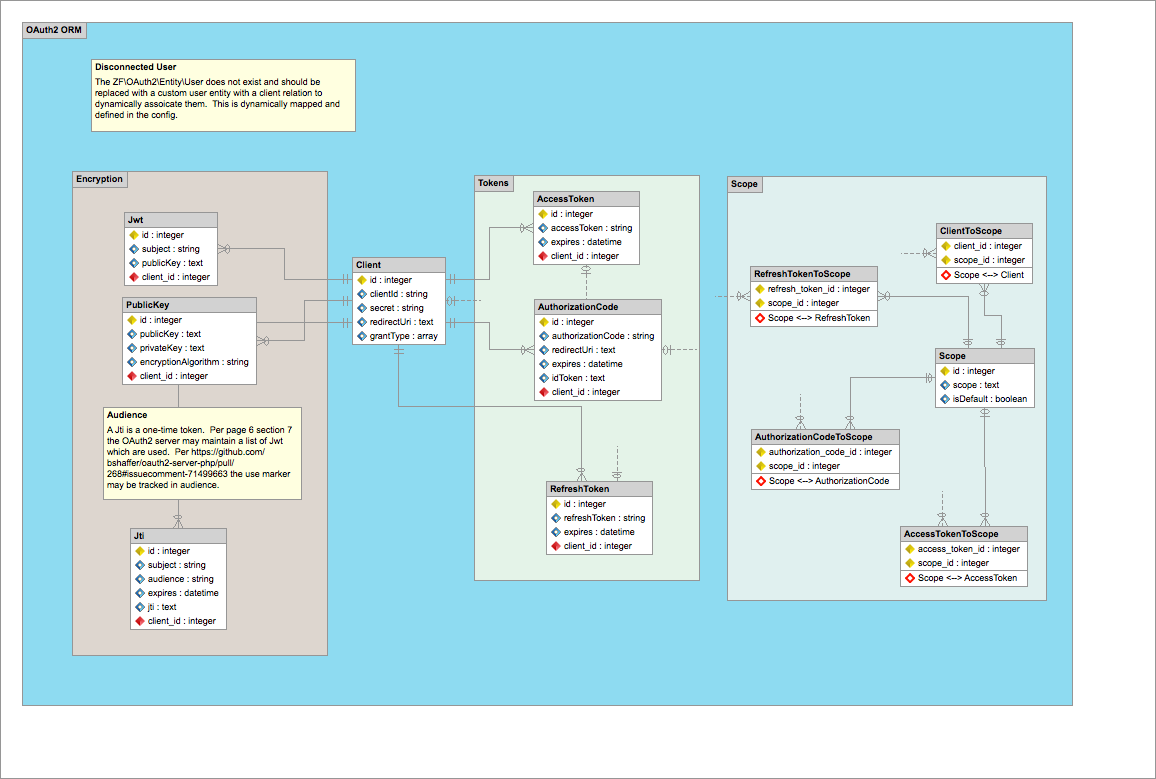 OAuth2 ORM
Disconnected User
The ZF\OAuth2\Entity\User does not exist and should be
replaced with a custom user entity with a client relation to
dynamically assoicate them.  This is dynamically mapped and
defined in the config.
Encryption
Jwt
id : integer
subject : string
publicKey : text
client_id : integer
PublicKey
id : integer
publicKey : text
privateKey : text
encryptionAlgorithm : string
client_id : integer
Audience
A Jti is a one-time token.  Per page 6 section 7
the OAuth2 server may maintain a list of Jwt
which are used.  Per https://github.com/
bshaffer/oauth2-server-php/pull/
268#issuecomment-71499663 the use marker
may be tracked in audience.
Jti
id : integer
subject : string
audience : string
expires : datetime
jti : text
client_id : integer
Client
id : integer
clientId : string
secret : string
redirectUri : text
grantType : array
Tokens
AccessToken
id : integer
accessToken : string
expires : datetime
client_id : integer
AuthorizationCode
id : integer
authorizationCode : string
redirectUri : text
expires : datetime
idToken : text
client_id : integer
RefreshToken
id : integer
refreshToken : string
expires : datetime
client_id : integer
Scope
ClientToScope
client_id : integer
scope_id : integer
Scope <--> Client
RefreshTokenToScope
refresh_token_id : integer
scope_id : integer
Scope <--> RefreshToken
Scope
id : integer
scope : text
isDefault : boolean
AuthorizationCodeToScope
authorization_code_id : integer
scope_id : integer
Scope <--> AuthorizationCode
AccessTokenToScope
access_token_id : integer
scope_id : integer
Scope <--> AccessToken